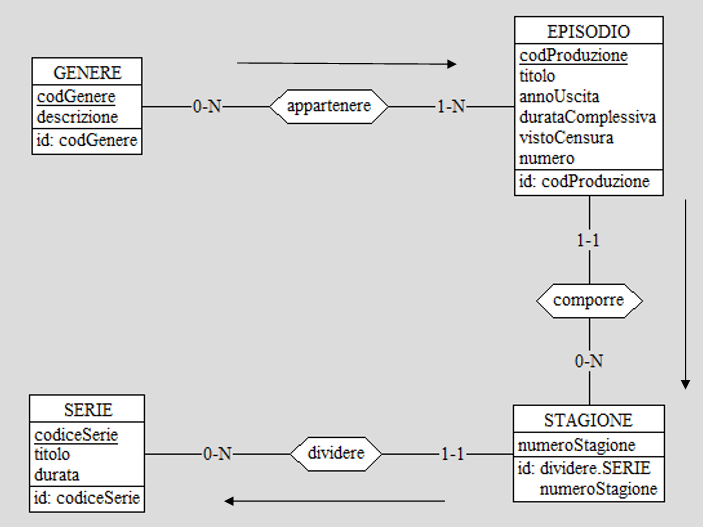 GENERE
codGenere
descrizione
id: codGenere
0-N
appartenere
1-N
EPISODIO
codProduzione
titolo
annoUscita
durataComplessiva
vistoCensura
numero
id: codProduzione
1-1
comporre
0-N
SERIE
codiceSerie
titolo
durata
id: codiceSerie
0-N
dividere
1-1
STAGIONE
numeroStagione
id: dividere.SERIE
numeroStagione